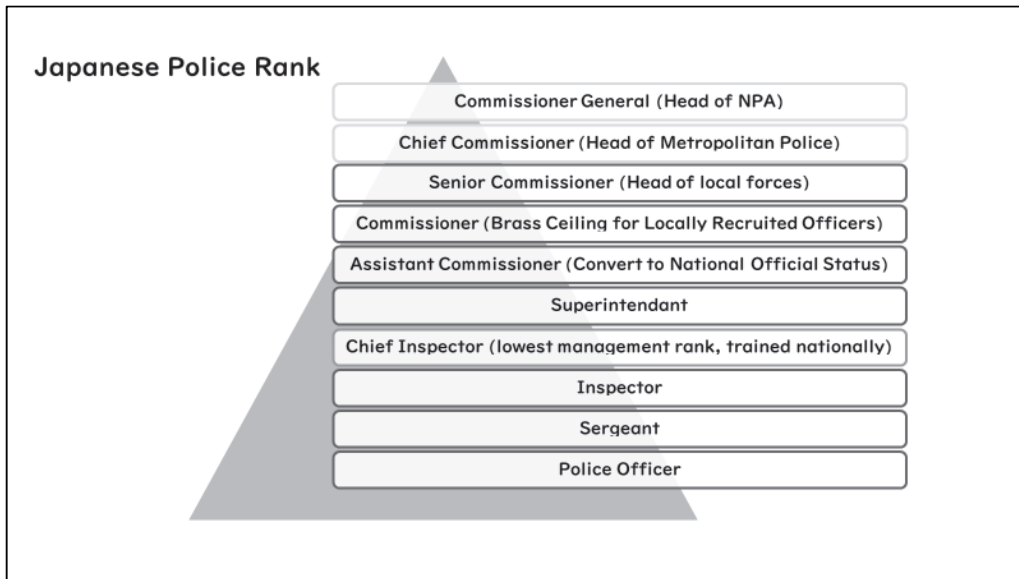 Japanese Police Rank
Commissioner General (Head of NPA)
Chief Commissioner (Head of Metropolitan Police)
Senior Commissioner (Head of local forces)
Commissioner (Brass Ceiling for Locally Recruited Officers)
Assistant Commissioner (Convert to National Official Status)
Superintendant
Chief Inspector (lowest management rank, trained nationally)
Inspector
Sergeant
Police Officer